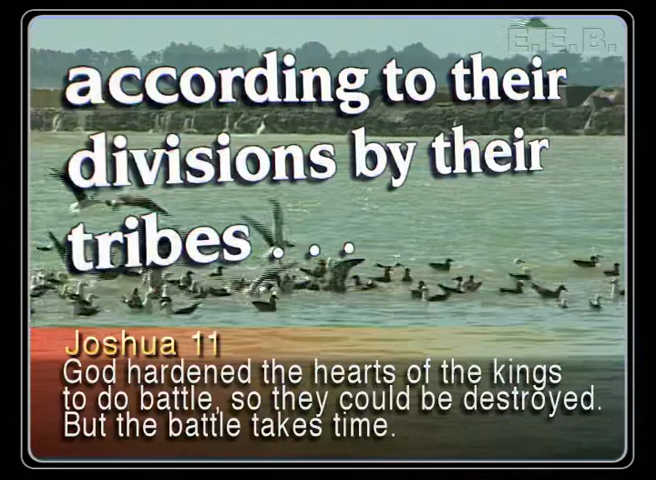 E.E.B.
according to their
divisions by their
tribes . . .
Joshua 11
God hardened the hearts of the kings
to do battle, so they could be destroyed.
But the battle takes time.